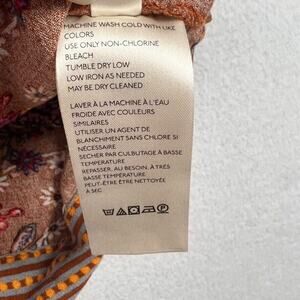 MACHINE WASH COLD WITH LIKE
COLORS
USE ONLY NON-CHLORINE
BLEACH
TUMBLE DRY LOW
LOW IRON AS NEEDED
MAY BE DRY CLEANED
LAVER À LA MACHINE À L'EAU
FROIDE AVEC COULEURS
SIMILAIRES
UTILISER UN AGENT DE
BLANCHIMENT SANS CHLORE SI
NÉCESSAIRE
SECHER PAR CULBUTAGE À BASSE
TEMPÉRATURE
REPASSER, AU BESOIN, À TRÈS
BASSE TEMPÉRATURE
PEUT-ÊTRE ÊTRE NETTOYÉE
À SEC